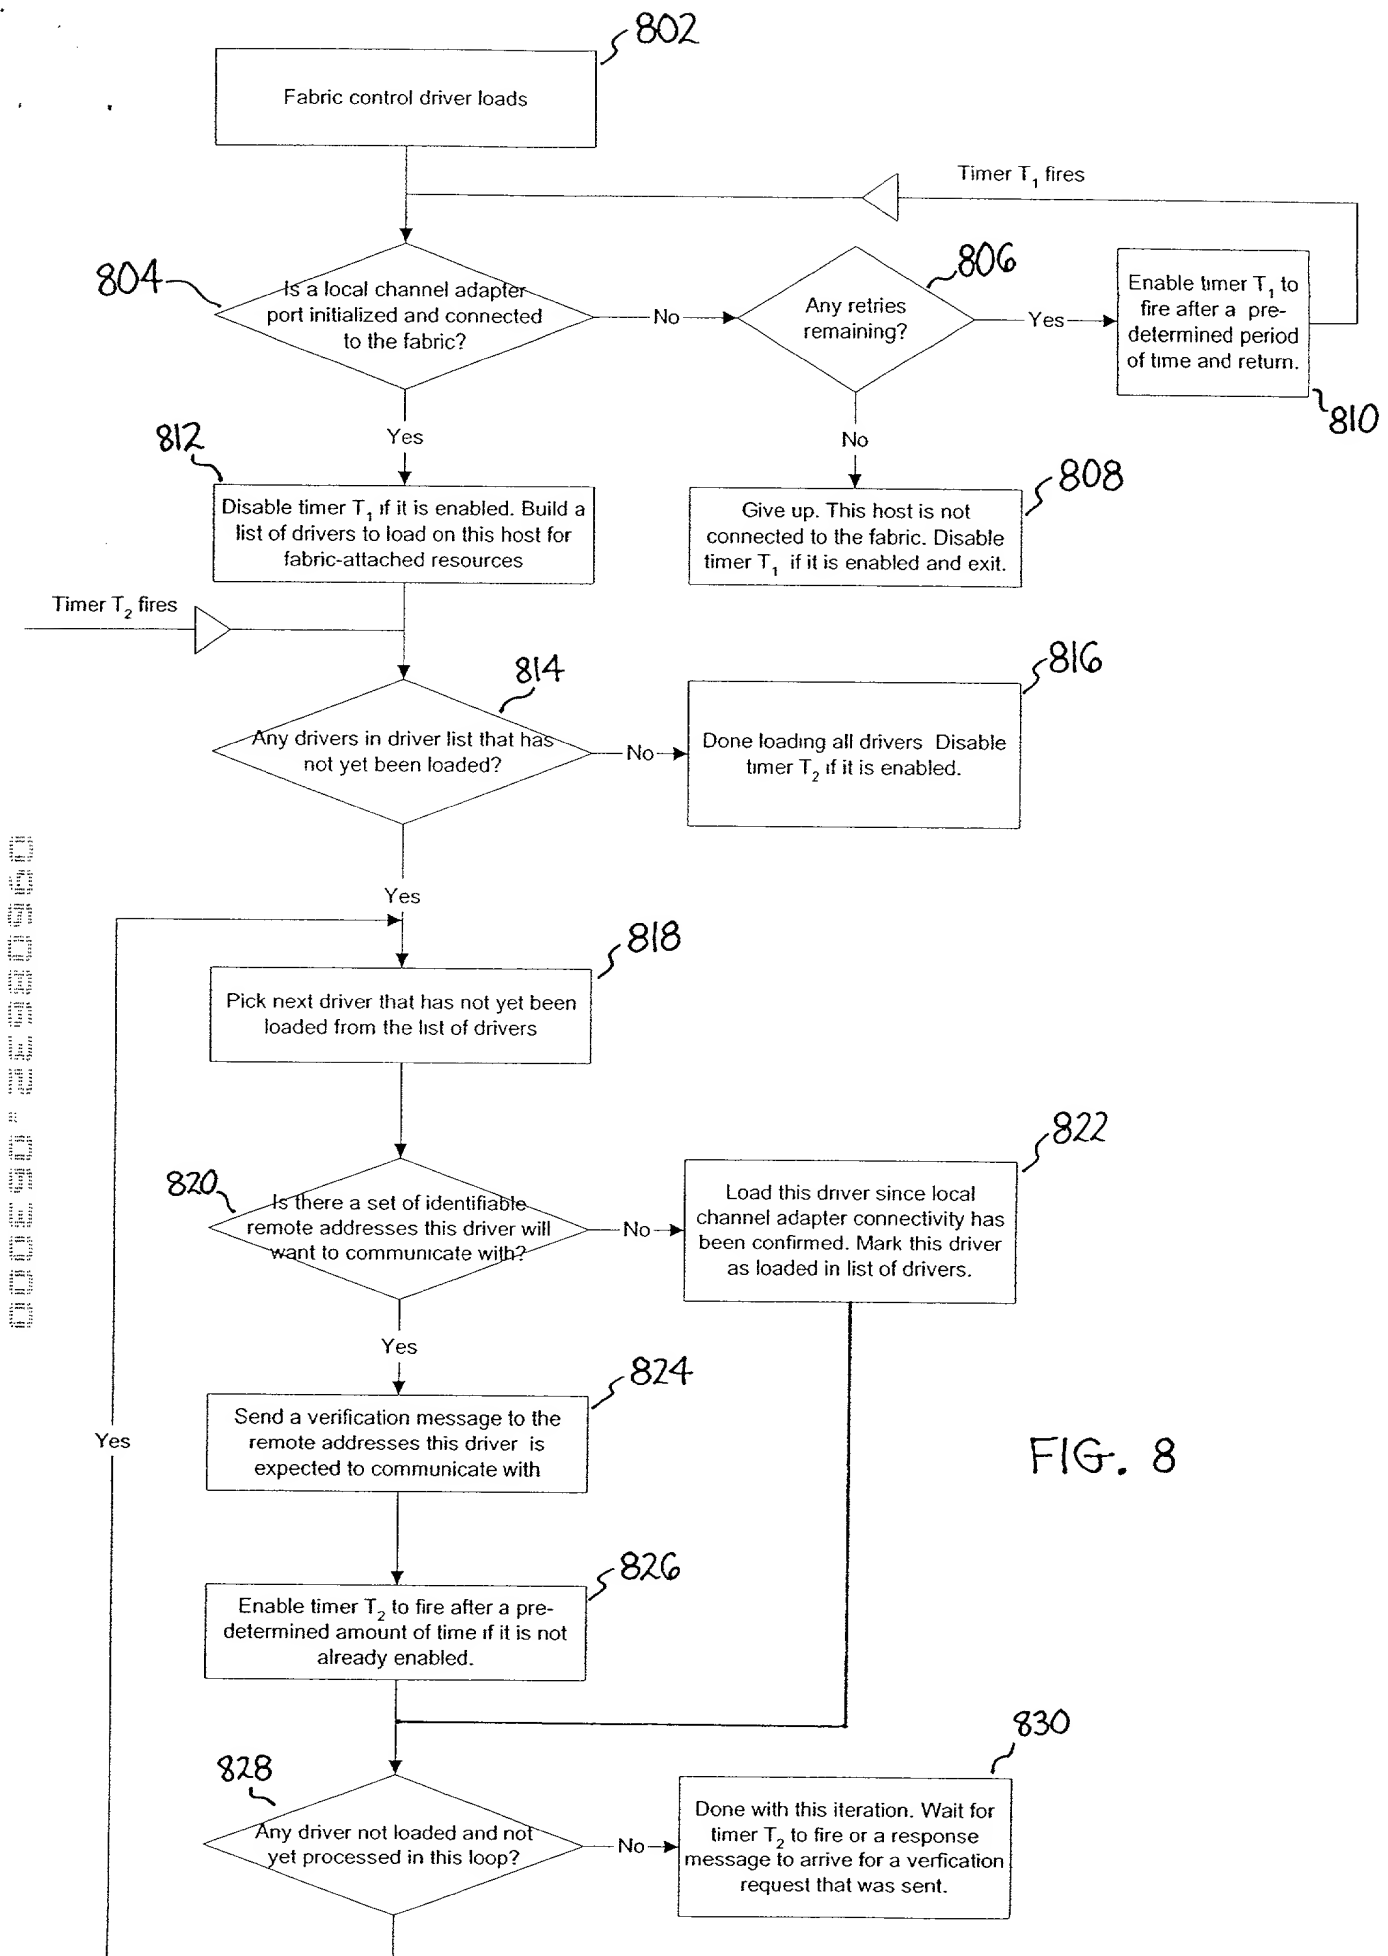 802
Fabric control driver loads
Timer T1 fires
804
Is a local channel adapter
port initialized and connected
to the fabric?
No
806
Any retries
remaining?
Yes
Enable timer T1 to
fire after a pre-
determined period
of time and return.
810
Yes
No
812
Disable timer T1 if it is enabled. Build a
list of drivers to load on this host for
fabric-attached resources
808
Give up. This host is not
connected to the fabric. Disable
timer T1 if it is enabled and exit.
Timer T2 fires
814
Any drivers in driver list that has
not yet been loaded?
No
816
Done loading all drivers Disable
timer T2 if it is enabled.
Yes
818
Pick next driver that has not yet been
loaded from the list of drivers
820
Is there a set of identifiable
remote addresses this driver will
want to communicate with?
No
822
Load this driver since local
channel adapter connectivity has
been confirmed. Mark this driver
as loaded in list of drivers.
Yes
824
Send a verification message to the
remote addresses this driver is
expected to communicate with
Yes
FIG. 8
826
Enable timer T2 to fire after a pre-
determined amount of time if it is not
already enabled.
828
Any driver not loaded and not
yet processed in this loop?
No
830
Done with this iteration. Wait for
timer T2 to fire or a response
message to arrive for a verfication
request that was sent.